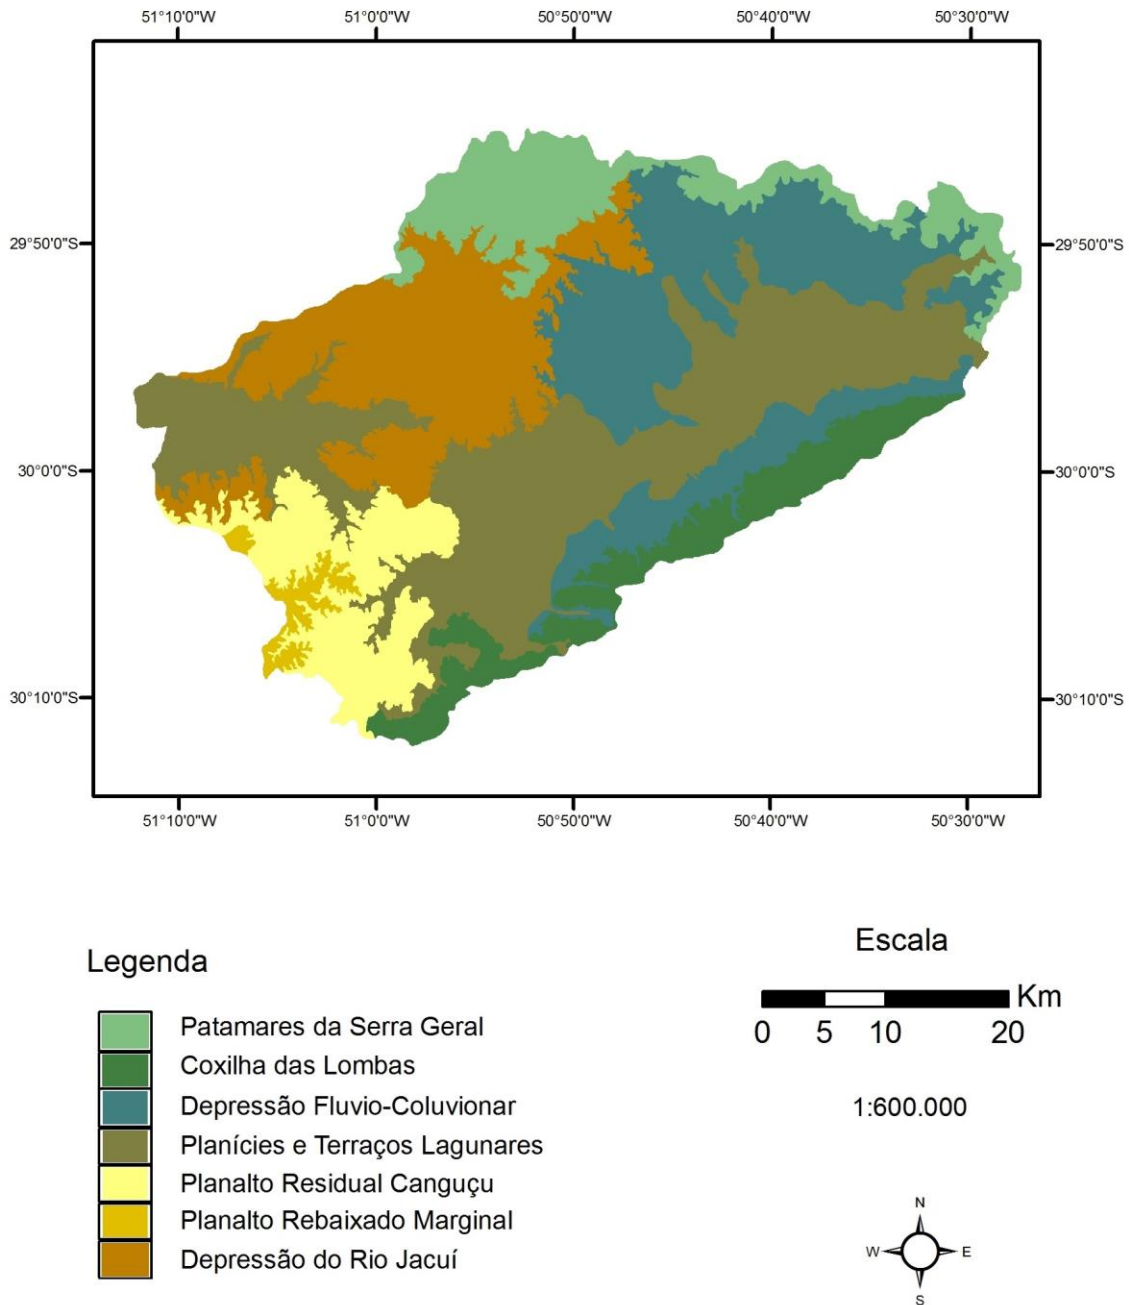 51°10'0"W 51°0'0"W 50°50'0"W 50°40'0"W 50°30'0"W
29°50'0"S 29°50'0"S
30°0'0"S 30°0'0"S
30°10'0"S 30°10'0"S
51°10'0"W 51°0'0"W 50°50'0"W 50°40'0"W 50°30'0"W
Legenda
Patamares da Serra Geral
Coxilha das Lombas
Depressão Fluvio-Coluvionar
Planícies e Terraços Lagunares
Planalto Residual Canguçu
Planalto Rebaixado Marginal
Depressão do Rio Jacuí
Escala
Km
0 5 10 20
1:600.000
N
W E
S